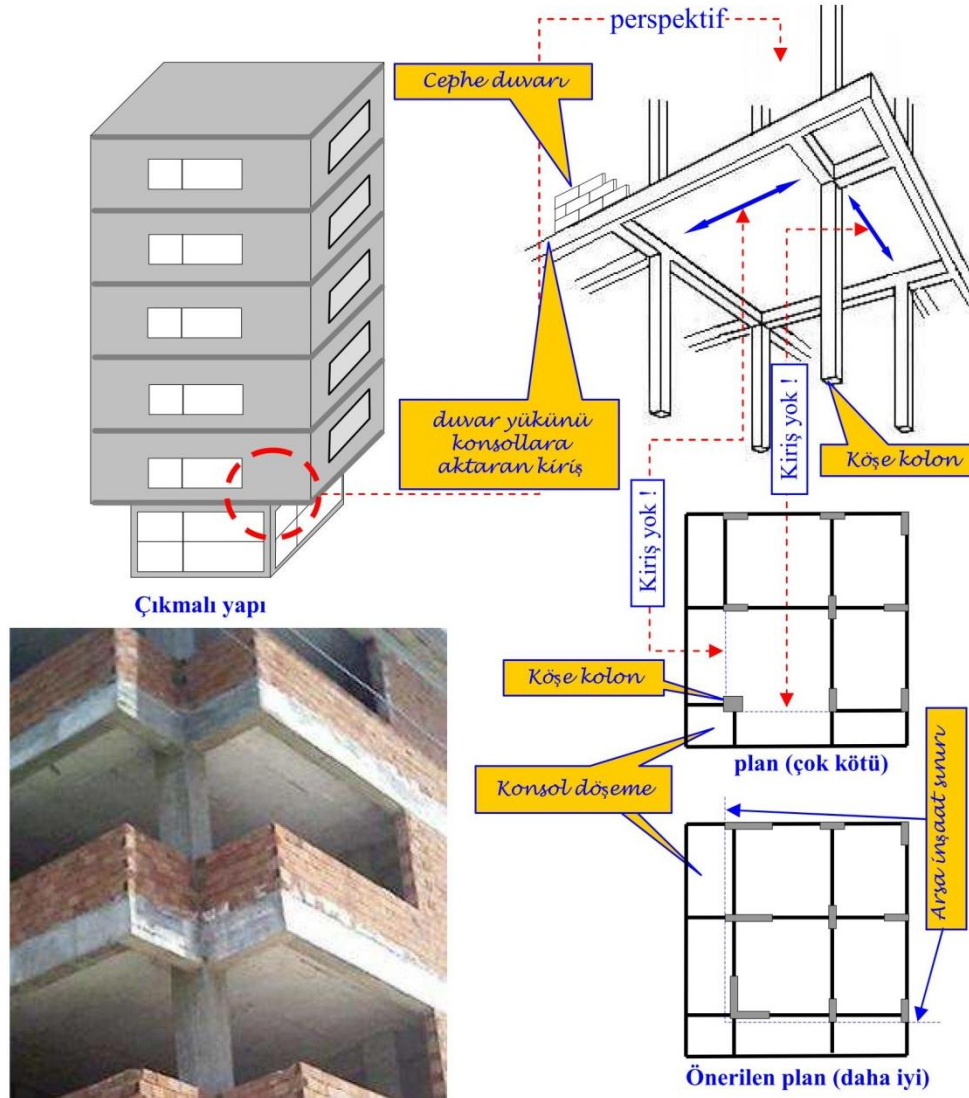 perspektif
Cephe duvarı
duvar yükünü
konsollara
aktaran kiriş
Kiriş yok !
Kiriş yok !
Köşe kolon
Çıkmalı yapı
Köşe kolon
plan (çok kötü)
Konsol döşeme
Arsa inşaat sınırı
Önerilen plan (daha iyi)